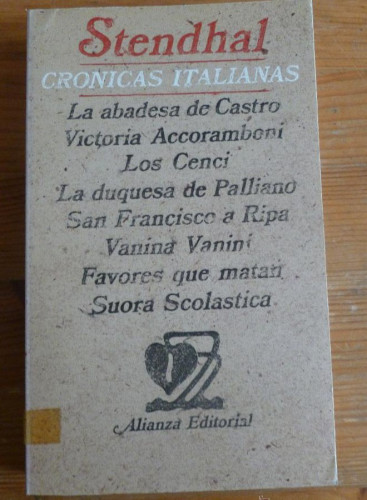 Stendhal
CRONICAS ITALIANAS
La abadesa de Castro
Victoria Accoramboni
Los Cenci
La duquesa de Palliano
San Francisco a Ripa
Vanina Vanini
Favores que matan
Suora Scolastica
Alianza Editorial